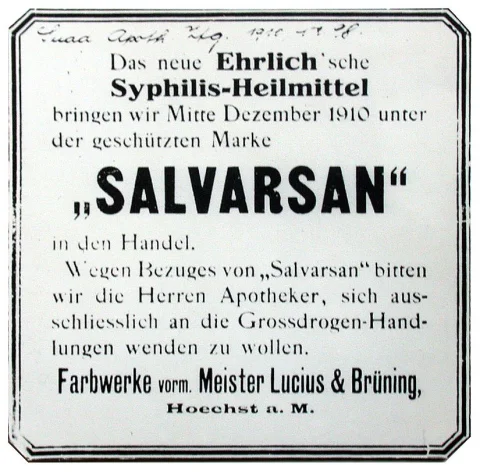 Das neue Ehrlich'sche
Syphilis-Heilmittel
bringen wir Mitte Dezember 1910 unter
der geschützten Marke
„SALVARSAN“
in den Handel.
Wegen Bezuges von „Salvarsan“ bitten
wir die Herren Apotheker, sich aus-
schliesslich an die Grossdrogen-Hand-
lungen wenden zu wollen.
Farbwerke vorm. Meister Lucius & Brüning,
Hoechst a. M.